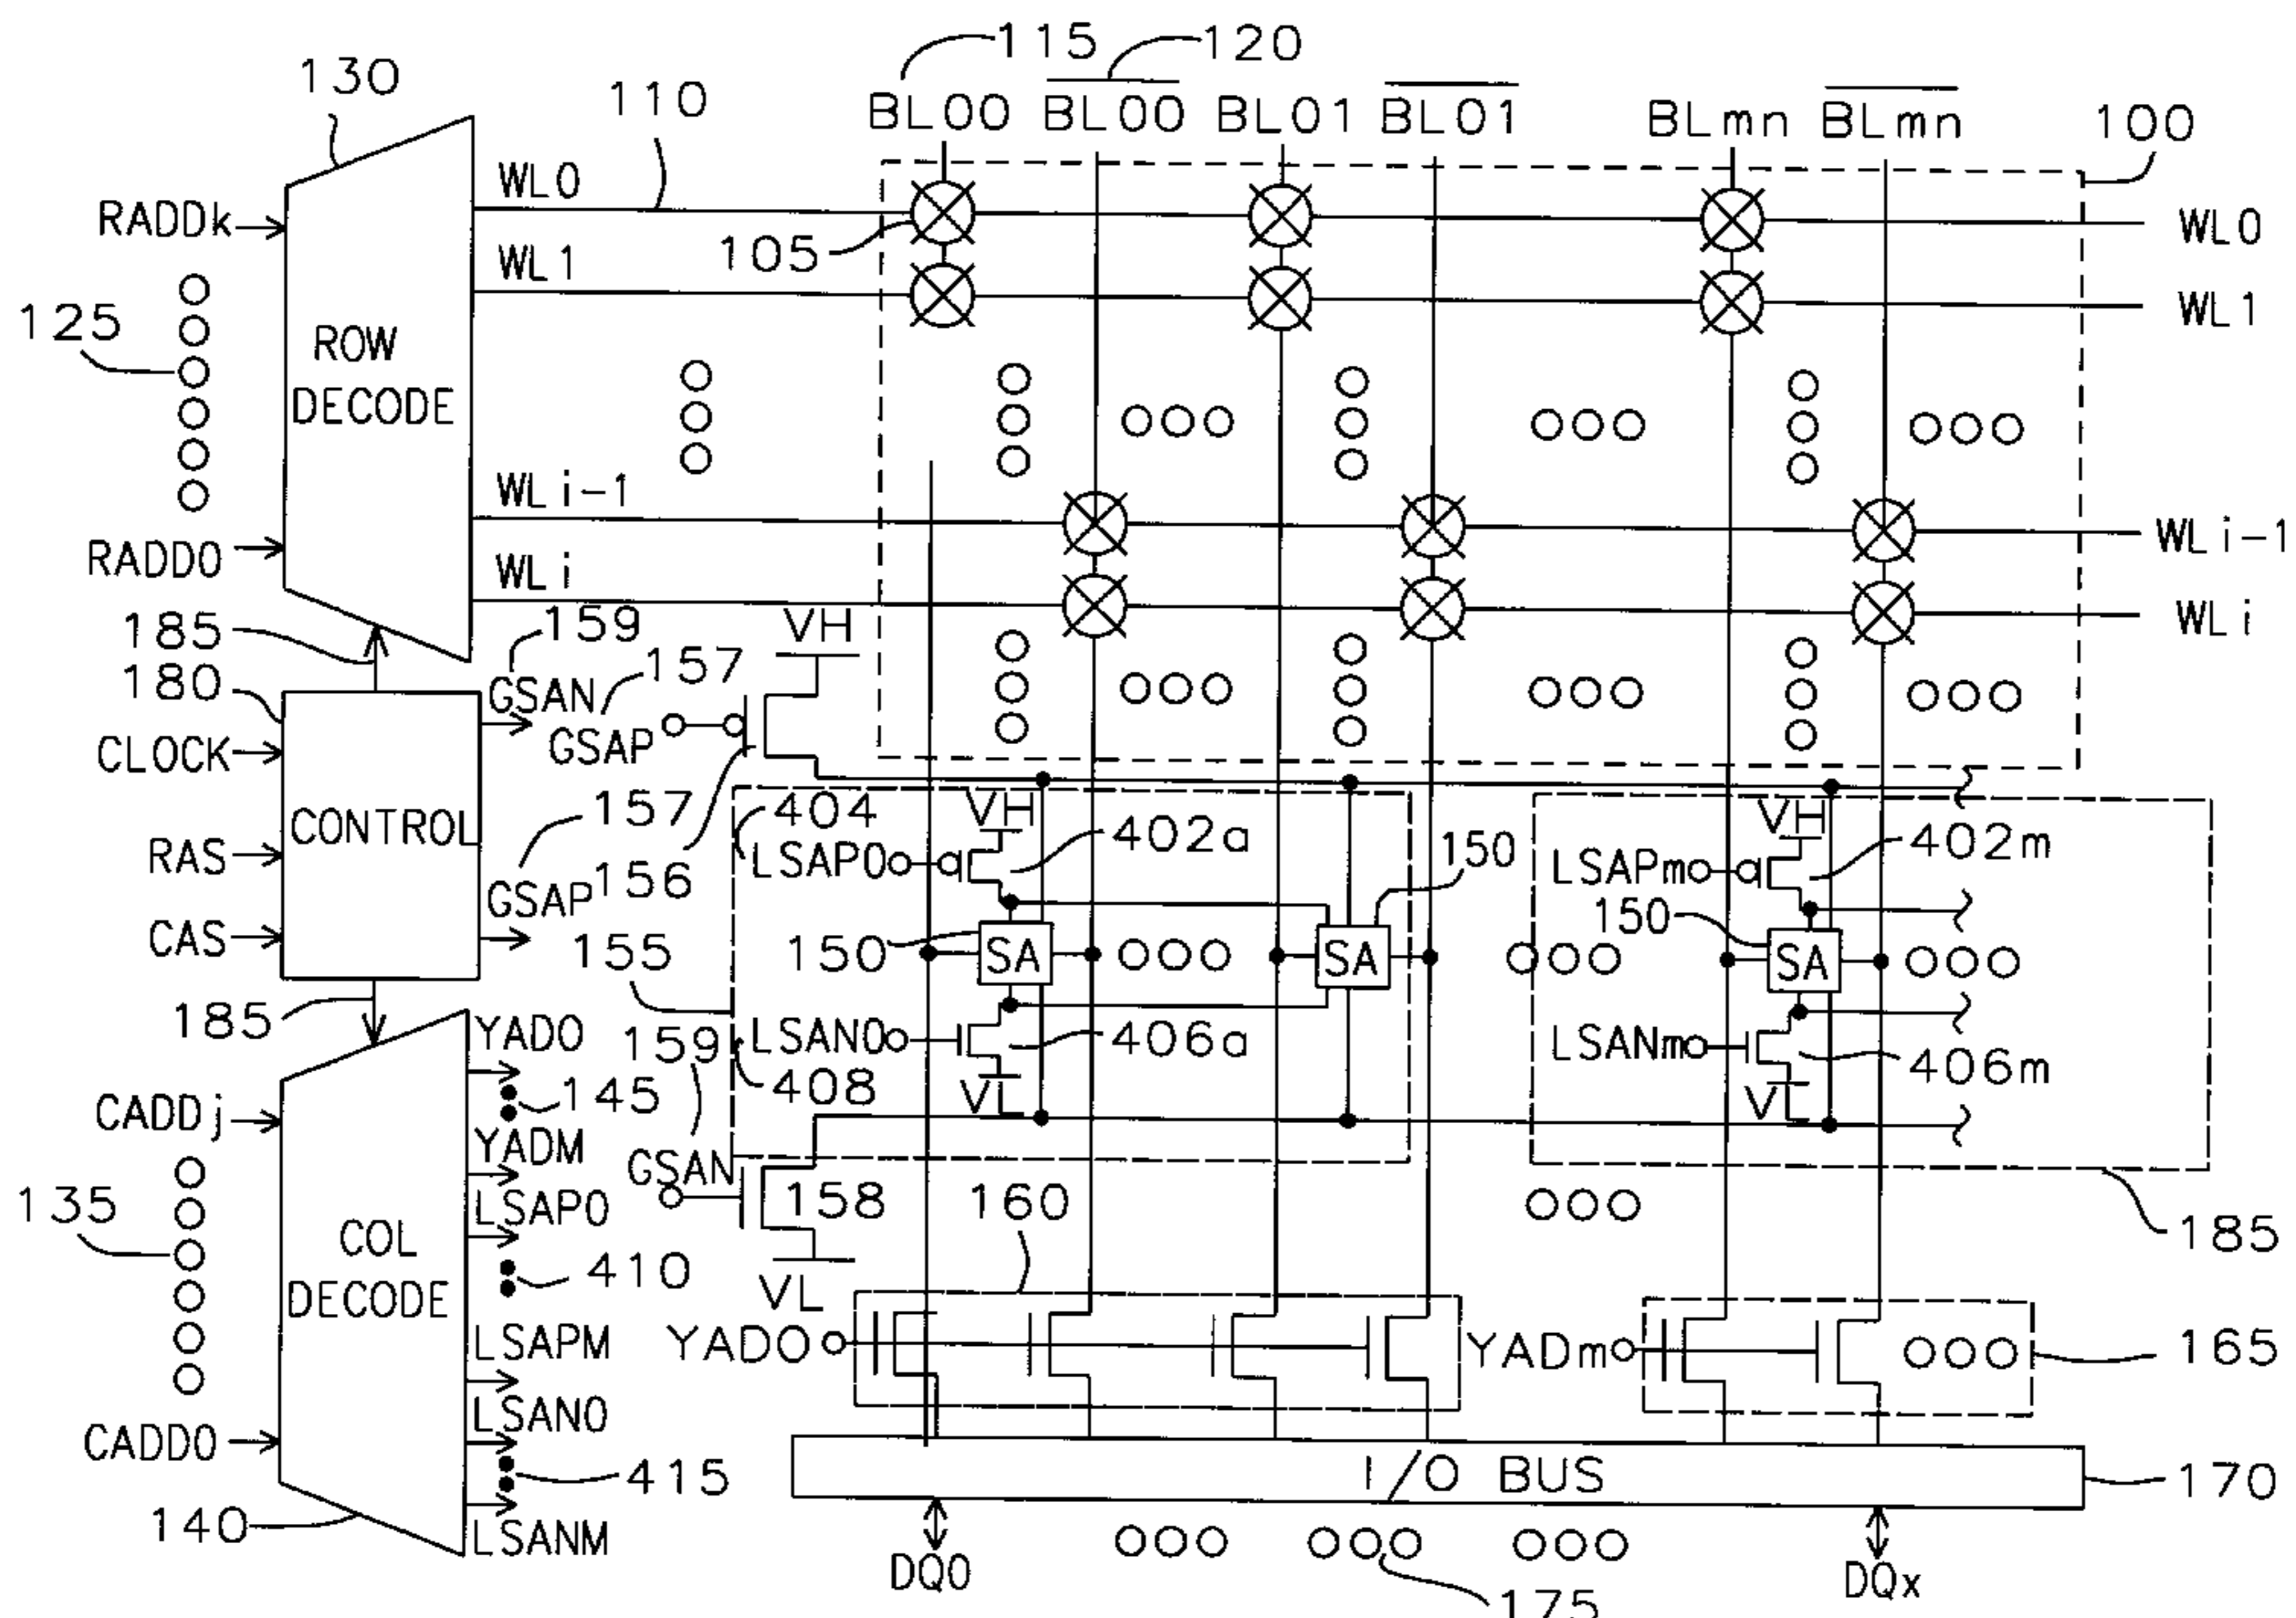 115
120
130
110
BL00
BL00
BL01
BL01
BLmn
BLmn
100
WL0
RADDk
105
WL0
WL1
WL1
125
ROW
DECODE
WLi-1
WLi-1
RADD0
WLi
WLi
185
159
VH
180
GSAN
157
GSAP
CLOCK
157
404
VH
402a
VH
402m
CONTROL
LSAP0
150
LSAPm
RAS
156
GSAP
150
CAS
155
150
SA
SA
SA
185
YAD0
159
LSAN0
406a
LSANm
406m
145
408
V
V
CADDj
YADM
GSAN
LSAP0
158
160
185
135
COL
DECODE
410
VL
LSAPM
YAD0
YADm
165
LSAN0
CADD0
415
I/O BUS
170
140
LSANM
DQ0
DQx
175